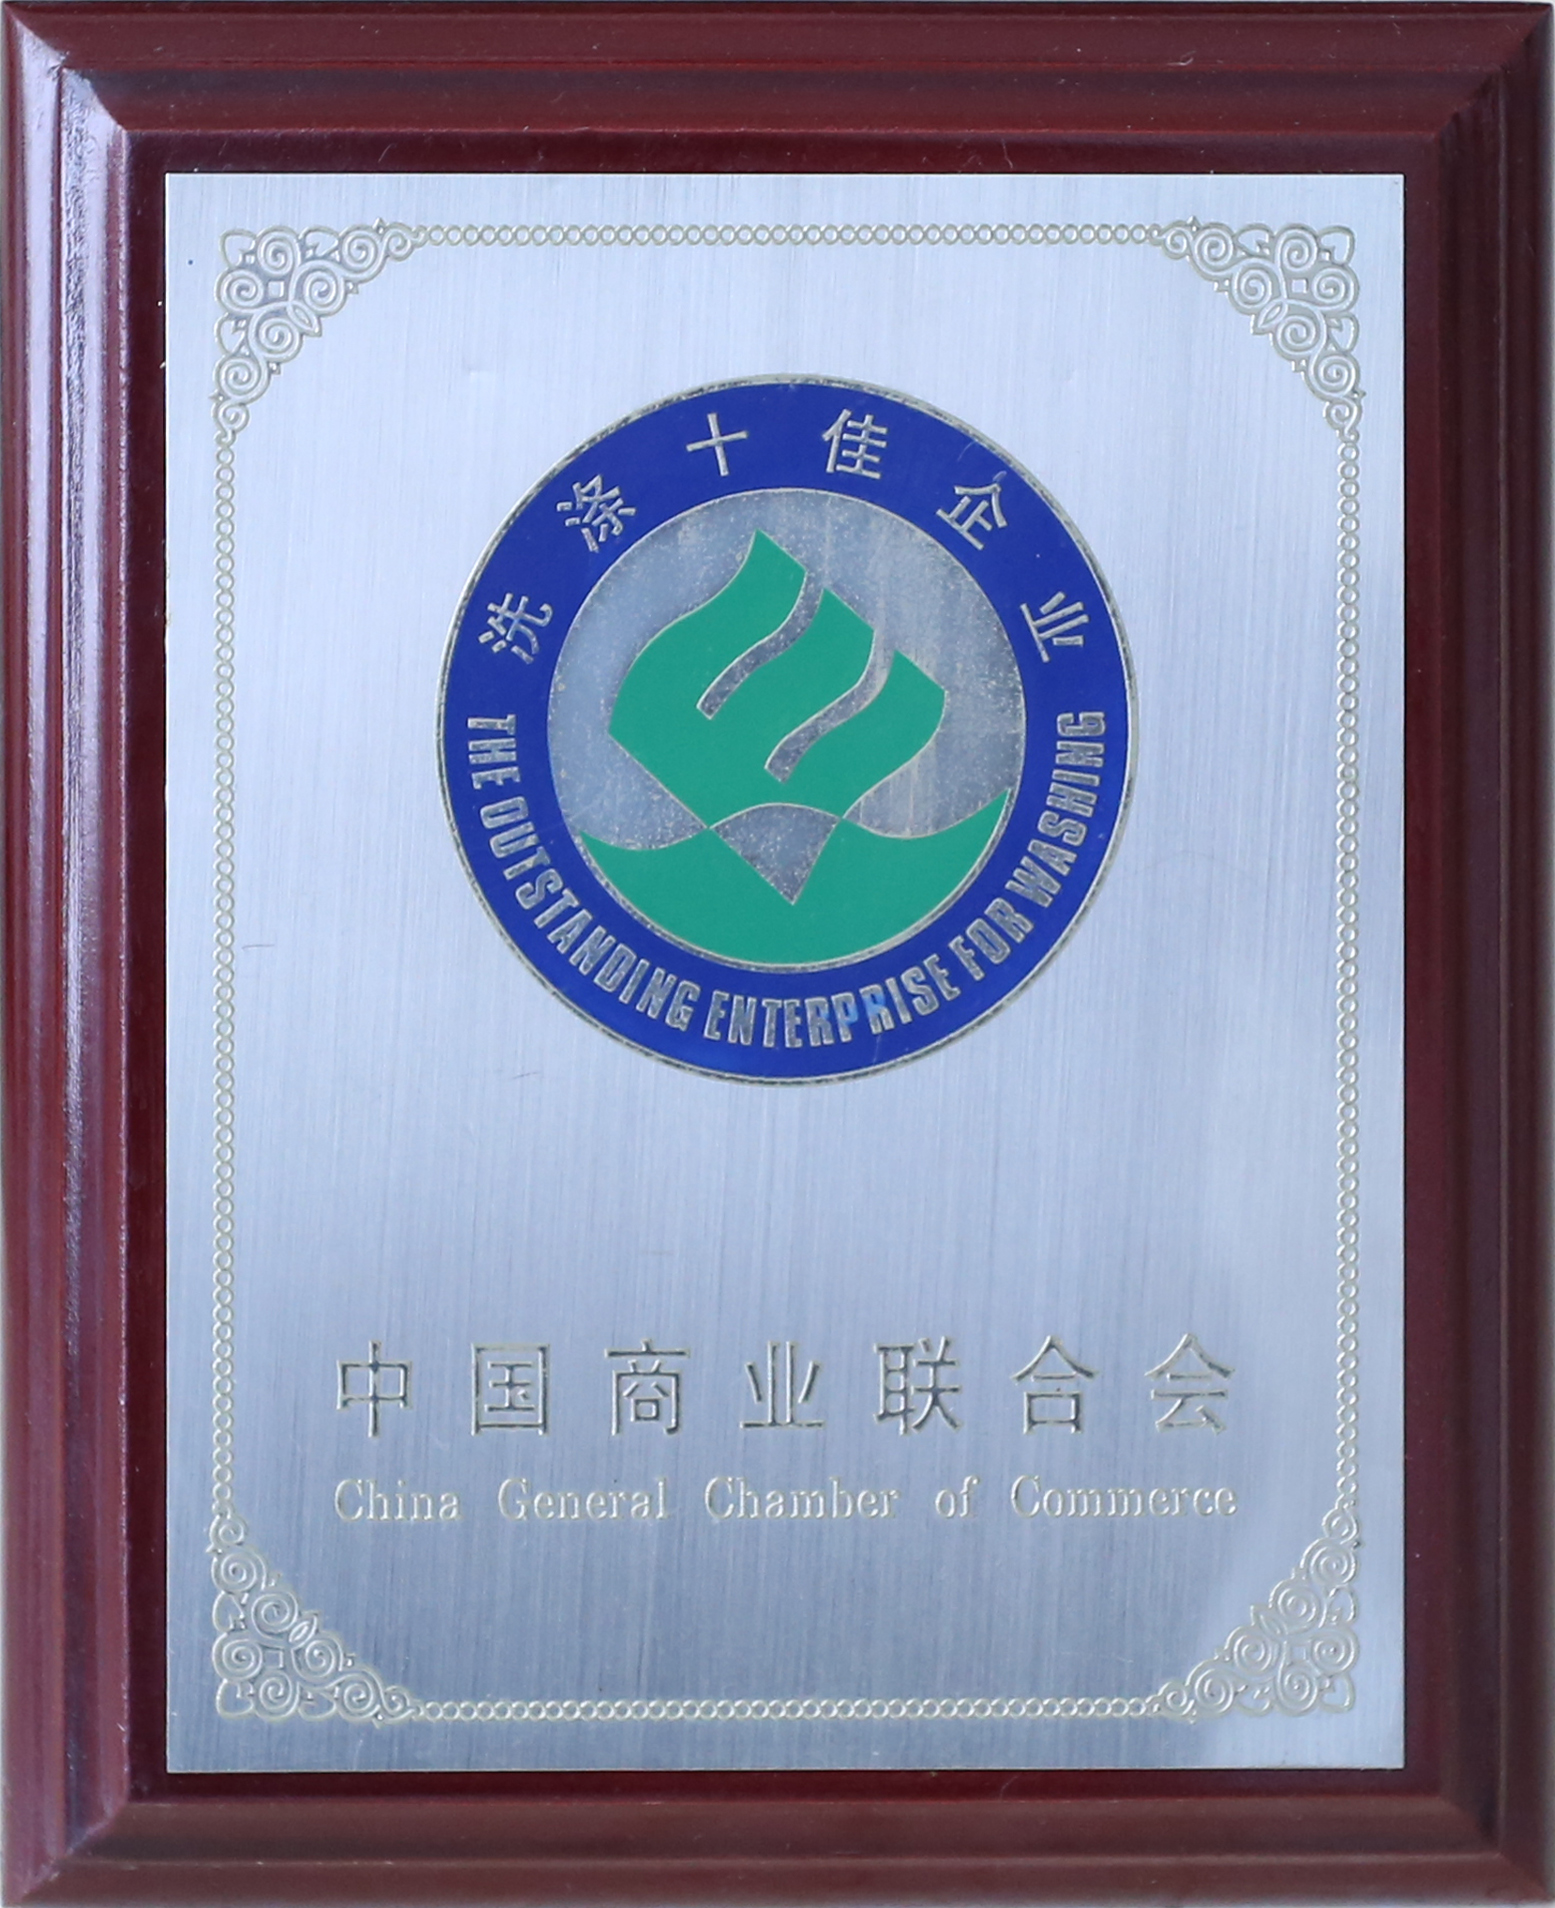 洗涤十佳企业
THE OUTSTANDING ENTERPRISE FOR WASHING
中国商业联合会
China General Chamber of Commerce